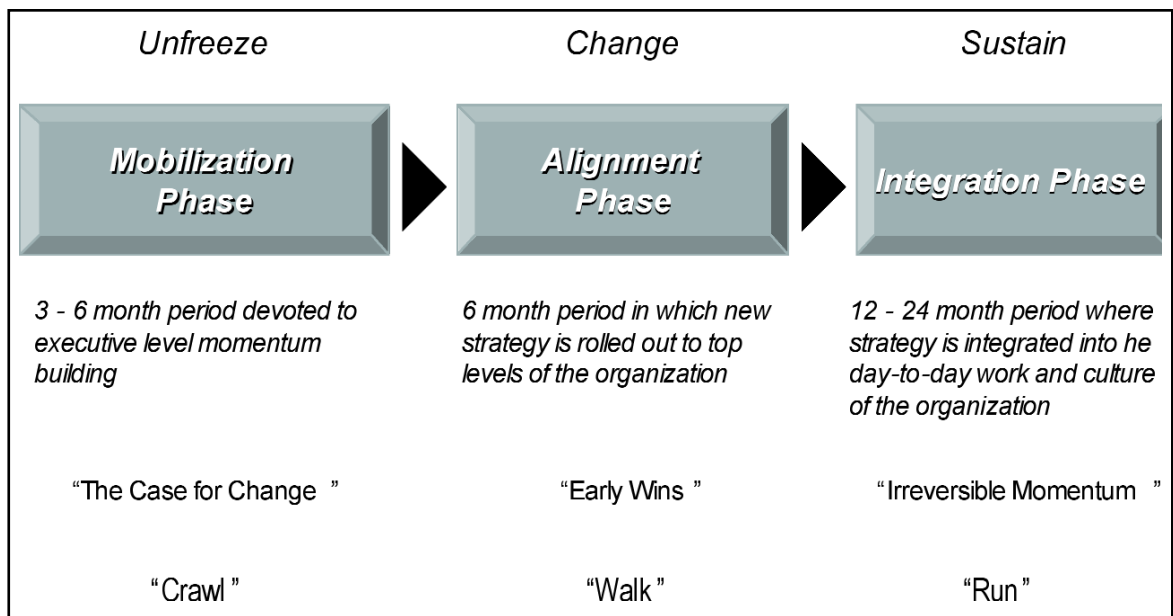 Unfreeze
Change
Sustain
Mobilization
Phase
Alignment
Phase
Integration Phase
3 - 6 month period devoted to
executive level momentum
building
6 month period in which new
strategy is rolled out to top
levels of the organization
12 - 24 month period where
strategy is integrated into he
day-to-day work and culture
of the organization
“The Case for Change ”
“Early Wins ”
“Irreversible Momentum ”
“Crawl ”
“Walk ”
“Run ”